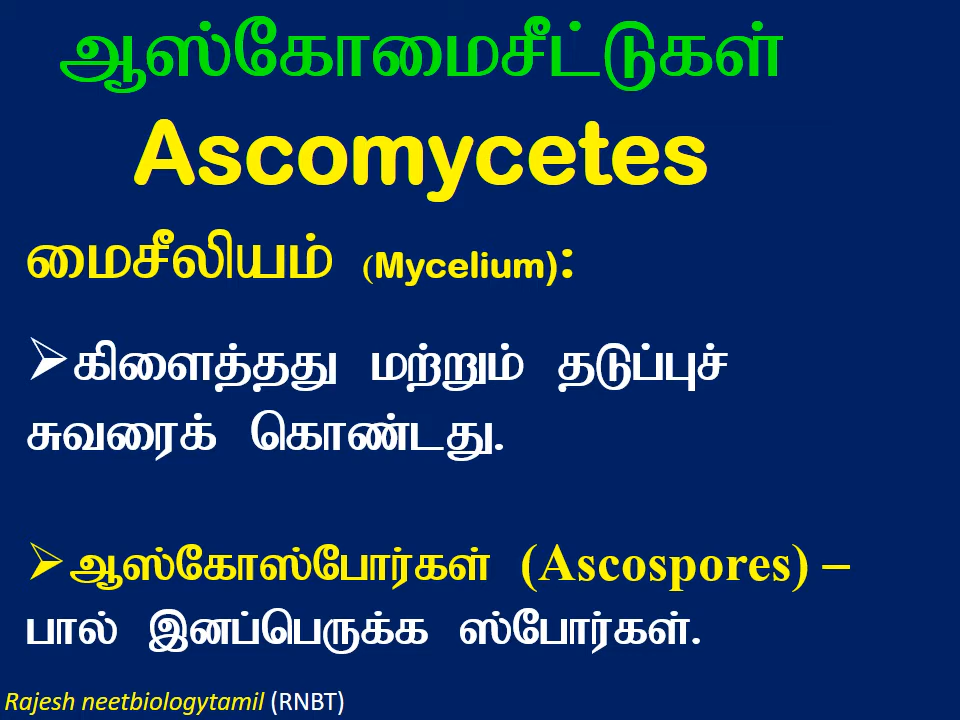 ஆஸ்கோமைசீட்டுகள்
Ascomycetes
மைசீலியம் (Mycelium):
➢கிளைத்தது மற்றும் தடுப்புச்
சுவரைக் கொண்டது.
➢ஆஸ்கோஸ்போர்கள் (Ascospores) –
பால் இனப்பெருக்க ஸ்போர்கள்.
Rajesh neetbiologytamil (RNBT)